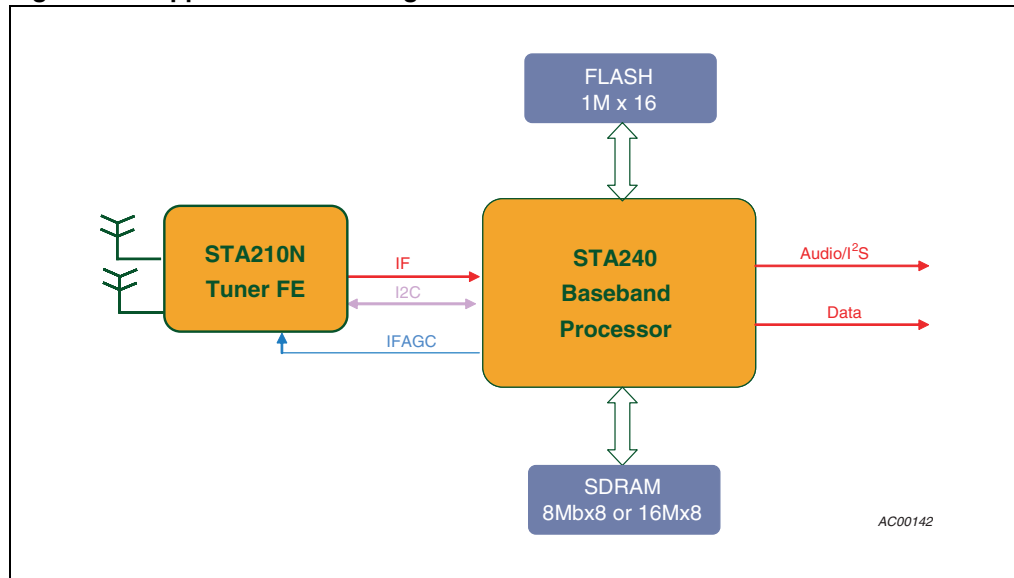 FLASH
1M x 16
STA210N
Tuner FE
IF
I2C
IFAGC
STA240
Baseband
Processor
Audio/I²S
Data
SDRAM
8Mbx8 or 16Mx8
AC00142